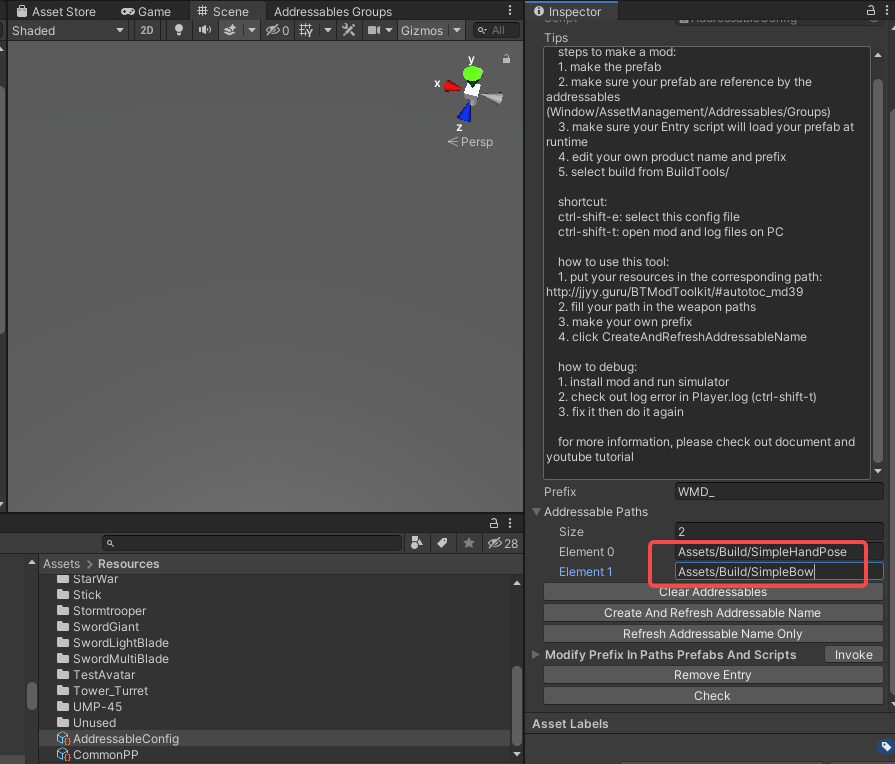 Asset Store
Game
Scene
Addressables Groups
Inspector
Shaded
2D
0
Gizmos
All
Script
AddressableConfig
Tips
steps to make a mod:
1. make the prefab
2. make sure your prefab are reference by the
addressables
(Window/AssetManagement/Addressables/Groups)
3. make sure your Entry script will load your prefab at
runtime
4. edit your own product name and prefix
5. select build from BuildTools/
shortcut:
ctrl-shift-e: select this config file
ctrl-shift-t: open mod and log files on PC
how to use this tool:
1. put your resources in the corresponding path:
http://jjyy.guru/BTModToolkit/#autotoc_md39
2. fill your path in the weapon paths
3. make your own prefix
4. click CreateAndRefreshAddressableName
how to debug:
1. install mod and run simulator
2. check out log error in Player.log (ctrl-shift-t)
3. fix it then do it again
for more information, please check out document and
youtube tutorial
y
x
z
Persp
Prefix WMD_
Addressable Paths
Size 2
Element 0 Assets/Build/SimpleHandPose
Element 1 Assets/Build/SimpleBow
Clear Addressables
Create And Refresh Addressable Name
Refresh Addressable Name Only
Modify Prefix In Paths Prefabs And Scripts Invoke
Remove Entry
Check
Asset Labels
28
Assets > Resources
StarWar
Stick
Stormtrooper
SwordGiant
SwordLightBlade
SwordMultiBlade
TestAvatar
Tower_Turret
UMP-45
Unused
AddressableConfig
CommonPP